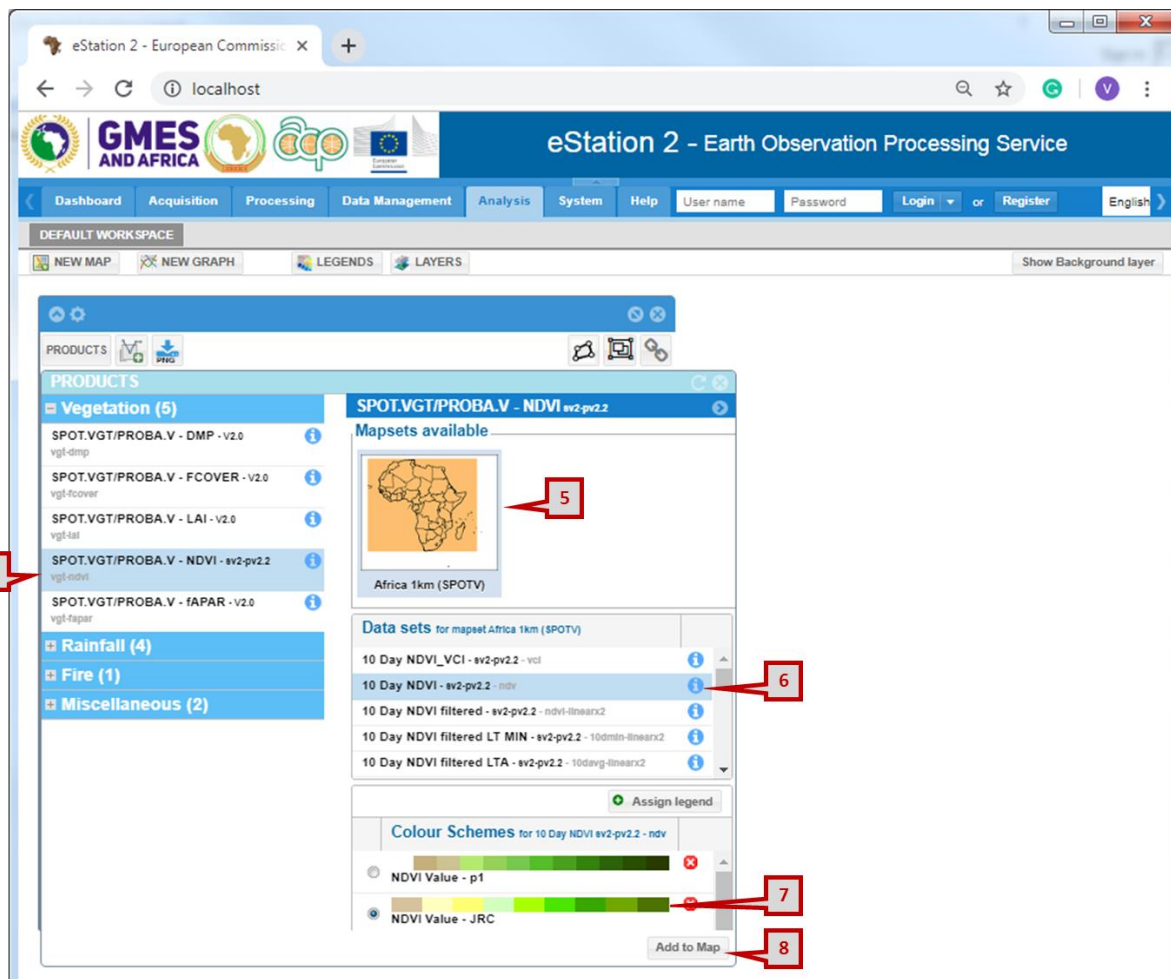 eStation 2 - European Commissic
localhost
V
GMES
AND AFRICA
acp
European
Commission
eStation 2 - Earth Observation Processing Service
Dashboard Acquisition Processing Data Management Analysis System Help User name Password Login or Register English
DEFAULT WORKSPACE
NEW MAP NEW GRAPH LEGENDS LAYERS Show Background layer
PRODUCTS PNG
PRODUCTS
Vegetation (5)
SPOT.VGT/PROBA.V - DMP - V2.0
vgt-dmp
SPOT.VGT/PROBA.V - FCOVER - V2.0
vgt-fcover
SPOT.VGT/PROBA.V - LAI - V2.0
vgt-lai
SPOT.VGT/PROBA.V - NDVI - sv2-pv2.2
vgt-ndvi
SPOT.VGT/PROBA.V - fAPAR - V2.0
vgt-fapar
Rainfall (4)
Fire (1)
Miscellaneous (2)
SPOT.VGT/PROBA.V - NDVI sv2-pv2.2
Mapsets available
5
Africa 1km (SPOTV)
Data sets for mapset Africa 1km (SPOTV)
10 Day NDVI_VCI - sv2-pv2.2 - vci
10 Day NDVI - sv2-pv2.2 - ndv
6
10 Day NDVI filtered - sv2-pv2.2 - ndvi-linearx2
10 Day NDVI filtered LT MIN - sv2-pv2.2 - 10dmin-linearx2
10 Day NDVI filtered LTA - sv2-pv2.2 - 10davg-linearx2
Assign legend
Colour Schemes for 10 Day NDVI sv2-pv2.2 - ndv
NDVI Value - p1
7
NDVI Value - JRC
Add to Map
8